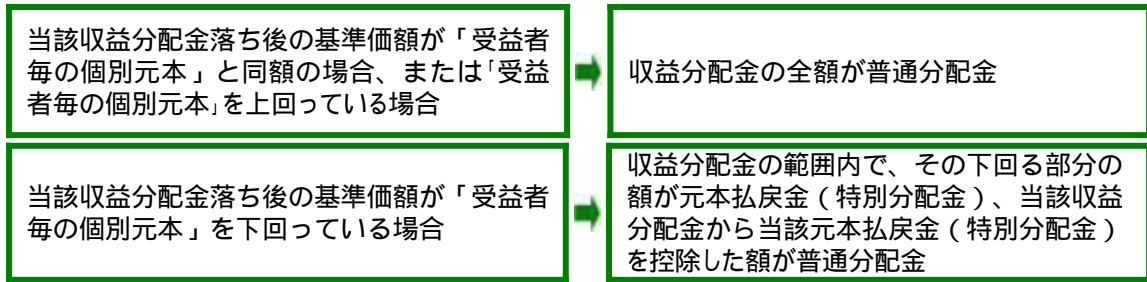 当該収益分配金落ち後の基準価額が「受益者
毎の個別元本」と同額の場合、または「受益
者毎の個別元本」を上回っている場合
収益分配金の全額が普通分配金
当該収益分配金落ち後の基準価額が「受益者
毎の個別元本」を下回っている場合
収益分配金の範囲内で、その下回る部分の
額が元本払戻金(特別分配金)、当該収益
分配金から当該元本払戻金(特別分配金)
を控除した額が普通分配金